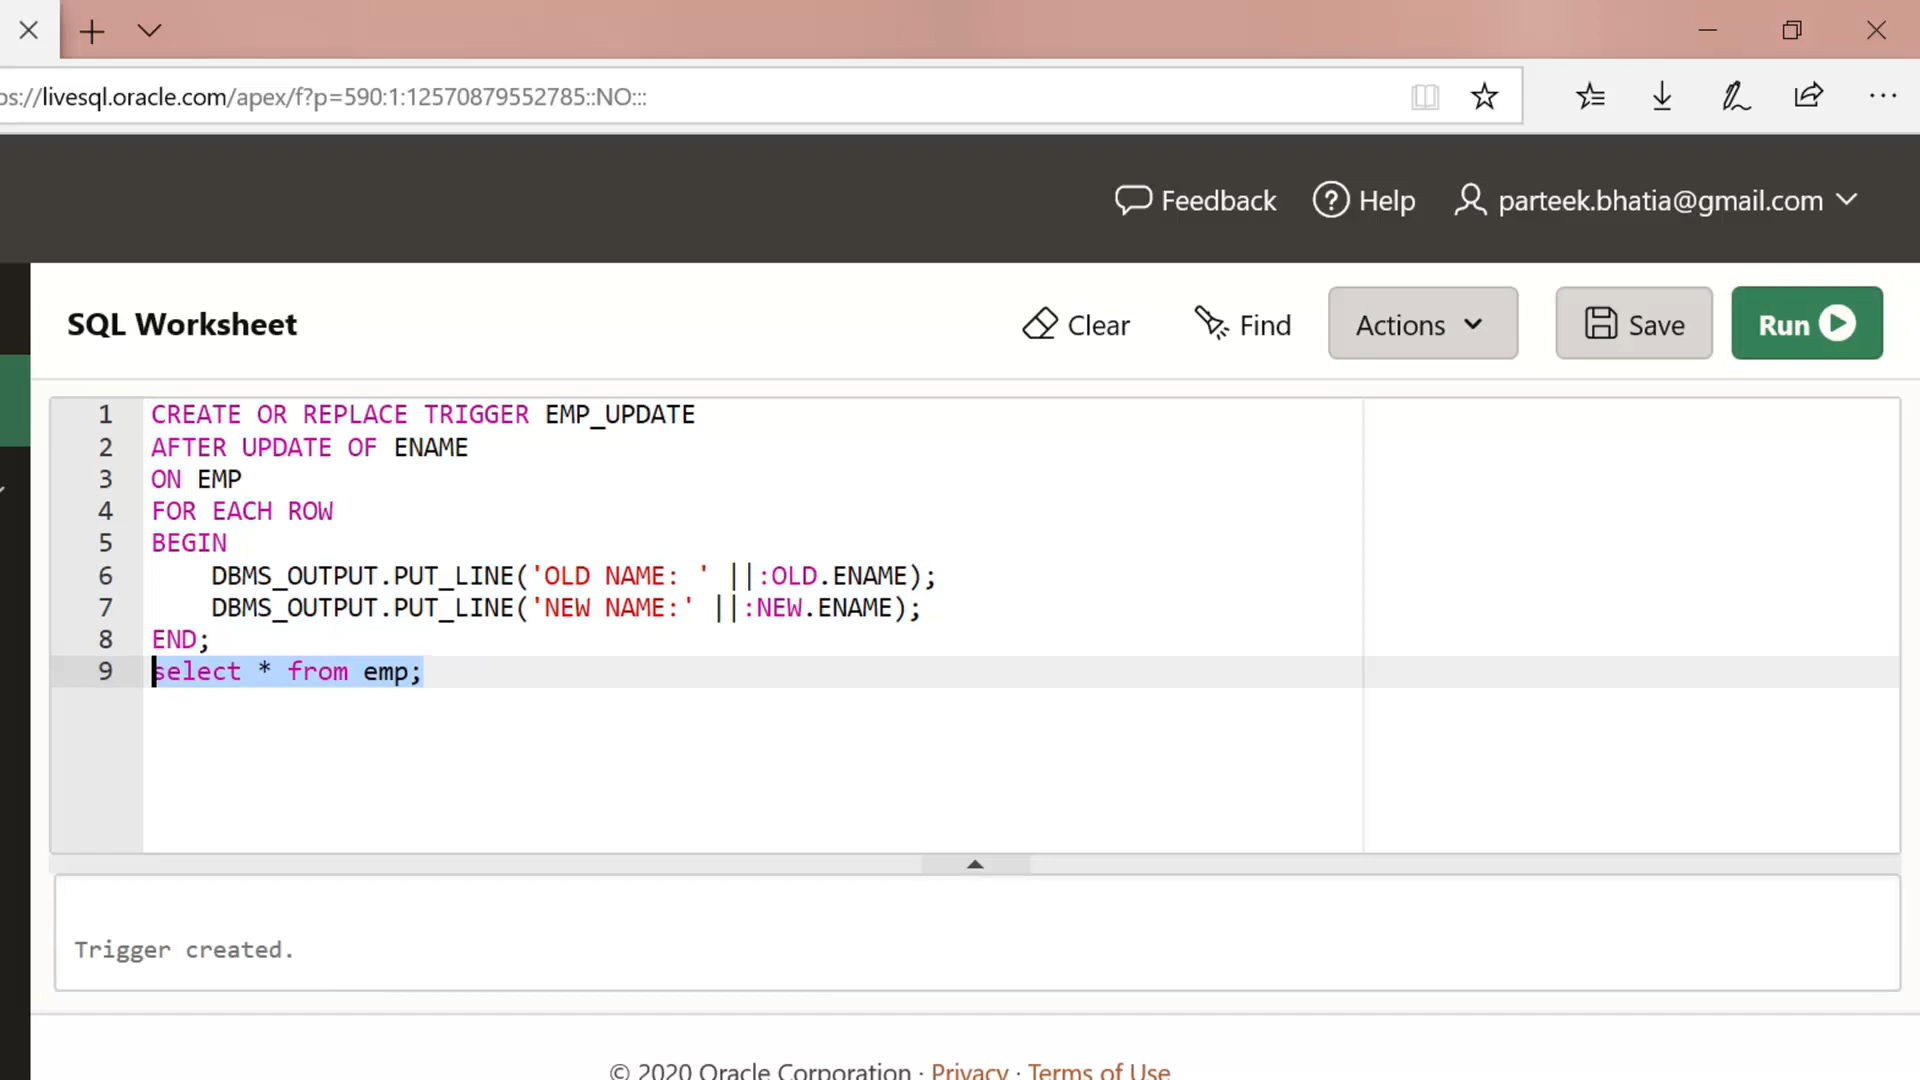 ps://livesql.oracle.com/apex/f?p=590:1:12570879552785::NO:::
Feedback
Help
parteek.bhatia@gmail.com
SQL Worksheet
Clear
Find
Actions
Save
Run
1 CREATE OR REPLACE TRIGGER EMP_UPDATE
2 AFTER UPDATE OF ENAME
3 ON EMP
4 FOR EACH ROW
5 BEGIN
6     DBMS_OUTPUT.PUT_LINE('OLD NAME: ' ||:OLD.ENAME);
7     DBMS_OUTPUT.PUT_LINE('NEW NAME:' ||:NEW.ENAME);
8 END;
9 select * from emp;
Trigger created.
© 2020 Oracle Corporation · Privacy · Terms of Use